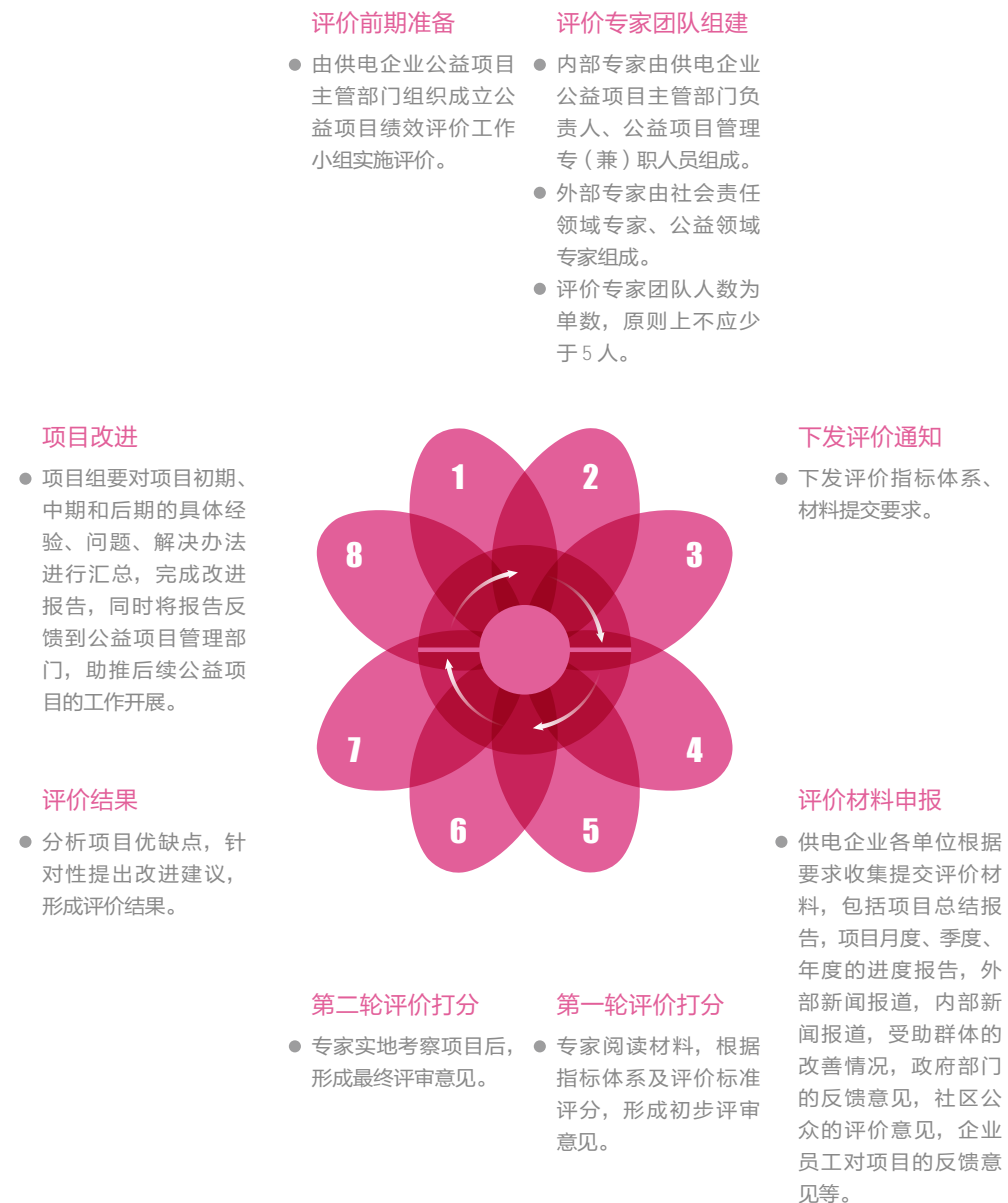 评价前期准备
● 由供电企业公益项目
主管部门组织成立公
益项目绩效评价工作
小组实施评价。
评价专家团队组建
● 内部专家由供电企业
公益项目主管部门负
责人、公益项目管理
专（兼）职人员组成。
● 外部专家由社会责任
领域专家、公益领域
专家组成。
● 评价专家团队人数为
单数，原则上不应少
于 5 人。
项目改进
● 项目组要对项目初期、
中期和后期的具体经
验、问题、解决办法
进行汇总，完成改进
报告，同时将报告反
馈到公益项目管理部
门，助推后续公益项
目的工作开展。
1
2
3
4
5
6
7
8
下发评价通知
● 下发评价指标体系、
材料提交要求。
评价结果
● 分析项目优缺点，针
对性提出改进建议，
形成评价结果。
评价材料申报
● 供电企业各单位根据
要求收集提交评价材
料，包括项目总结报
告，项目月度、季度、
年度的进度报告，外
部新闻报道，内部新
闻报道，受助群体的
改善情况，政府部门
的反馈意见，社区公
众的评价意见，企业
员工对项目的反馈意
见等。
第二轮评价打分
● 专家实地考察项目后，
形成最终评审意见。
第一轮评价打分
● 专家阅读材料，根据
指标体系及评价标准
评分，形成初步评审
意见。